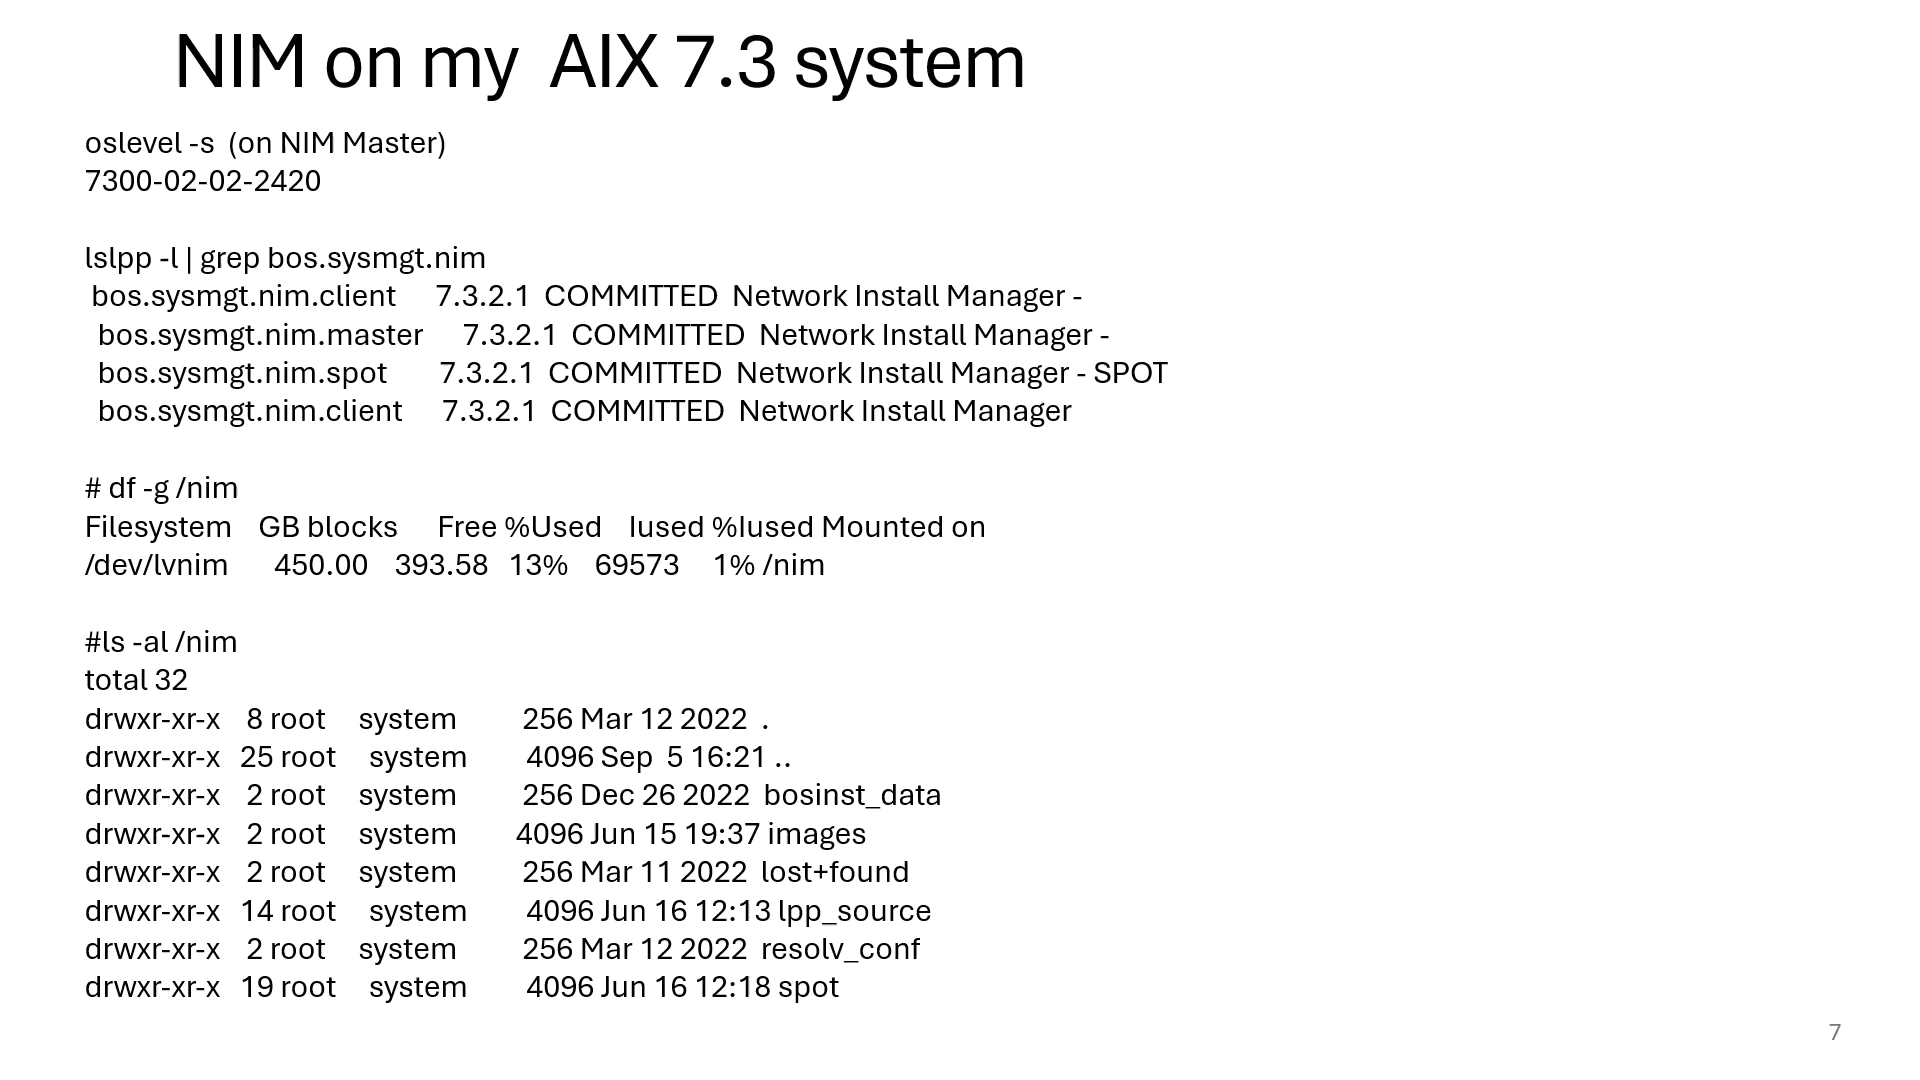 NIM on my  AIX 7.3 system
oslevel -s  (on NIM Master)
7300-02-02-2420
lslpp -l | grep bos.sysmgt.nim
bos.sysmgt.nim.client      7.3.2.1  COMMITTED  Network Install Manager -
bos.sysmgt.nim.master      7.3.2.1  COMMITTED  Network Install Manager -
bos.sysmgt.nim.spot        7.3.2.1  COMMITTED  Network Install Manager - SPOT
bos.sysmgt.nim.client      7.3.2.1  COMMITTED  Network Install Manager
# df -g /nim
Filesystem    GB blocks      Free %Used    Iused %Iused Mounted on
/dev/lvnim       450.00    393.58   13%    69573     1% /nim
#ls -al /nim
total 32
drwxr-xr-x    8 root     system          256 Mar 12 2022  .
drwxr-xr-x   25 root     system         4096 Sep  5 16:21 ..
drwxr-xr-x    2 root     system          256 Dec 26 2022  bosinst_data
drwxr-xr-x    2 root     system         4096 Jun 15 19:37 images
drwxr-xr-x    2 root     system          256 Mar 11 2022  lost+found
drwxr-xr-x   14 root     system         4096 Jun 16 12:13 lpp_source
drwxr-xr-x    2 root     system          256 Mar 12 2022  resolv_conf
drwxr-xr-x   19 root     system         4096 Jun 16 12:18 spot
7